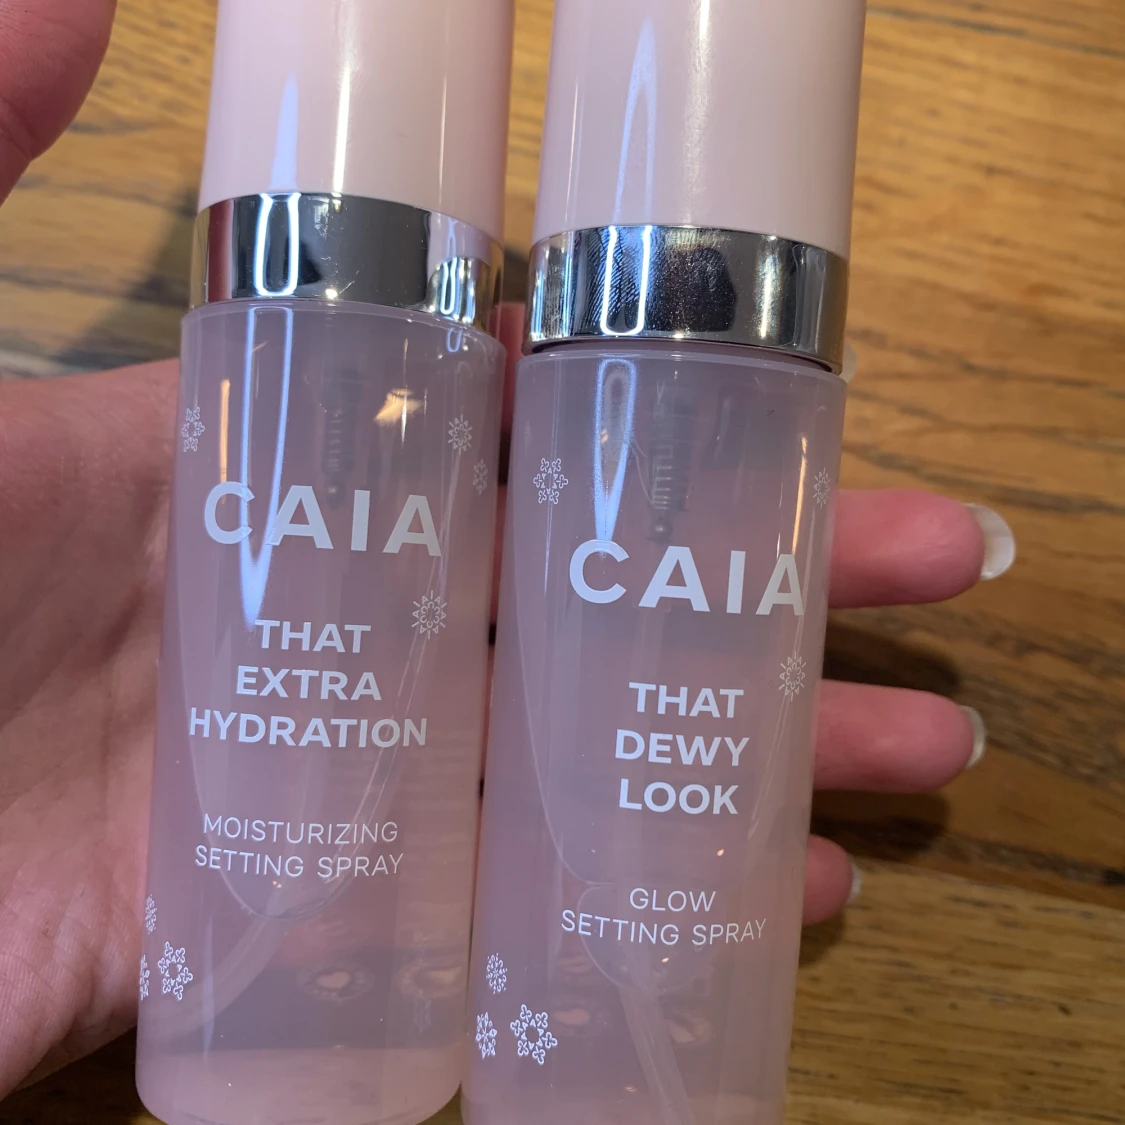 CAIA
THAT
EXTRA
HYDRATION
MOISTURIZING
SETTING SPRAY
CAIA
THAT
DEWY
LOOK
GLOW
SETTING SPRAY